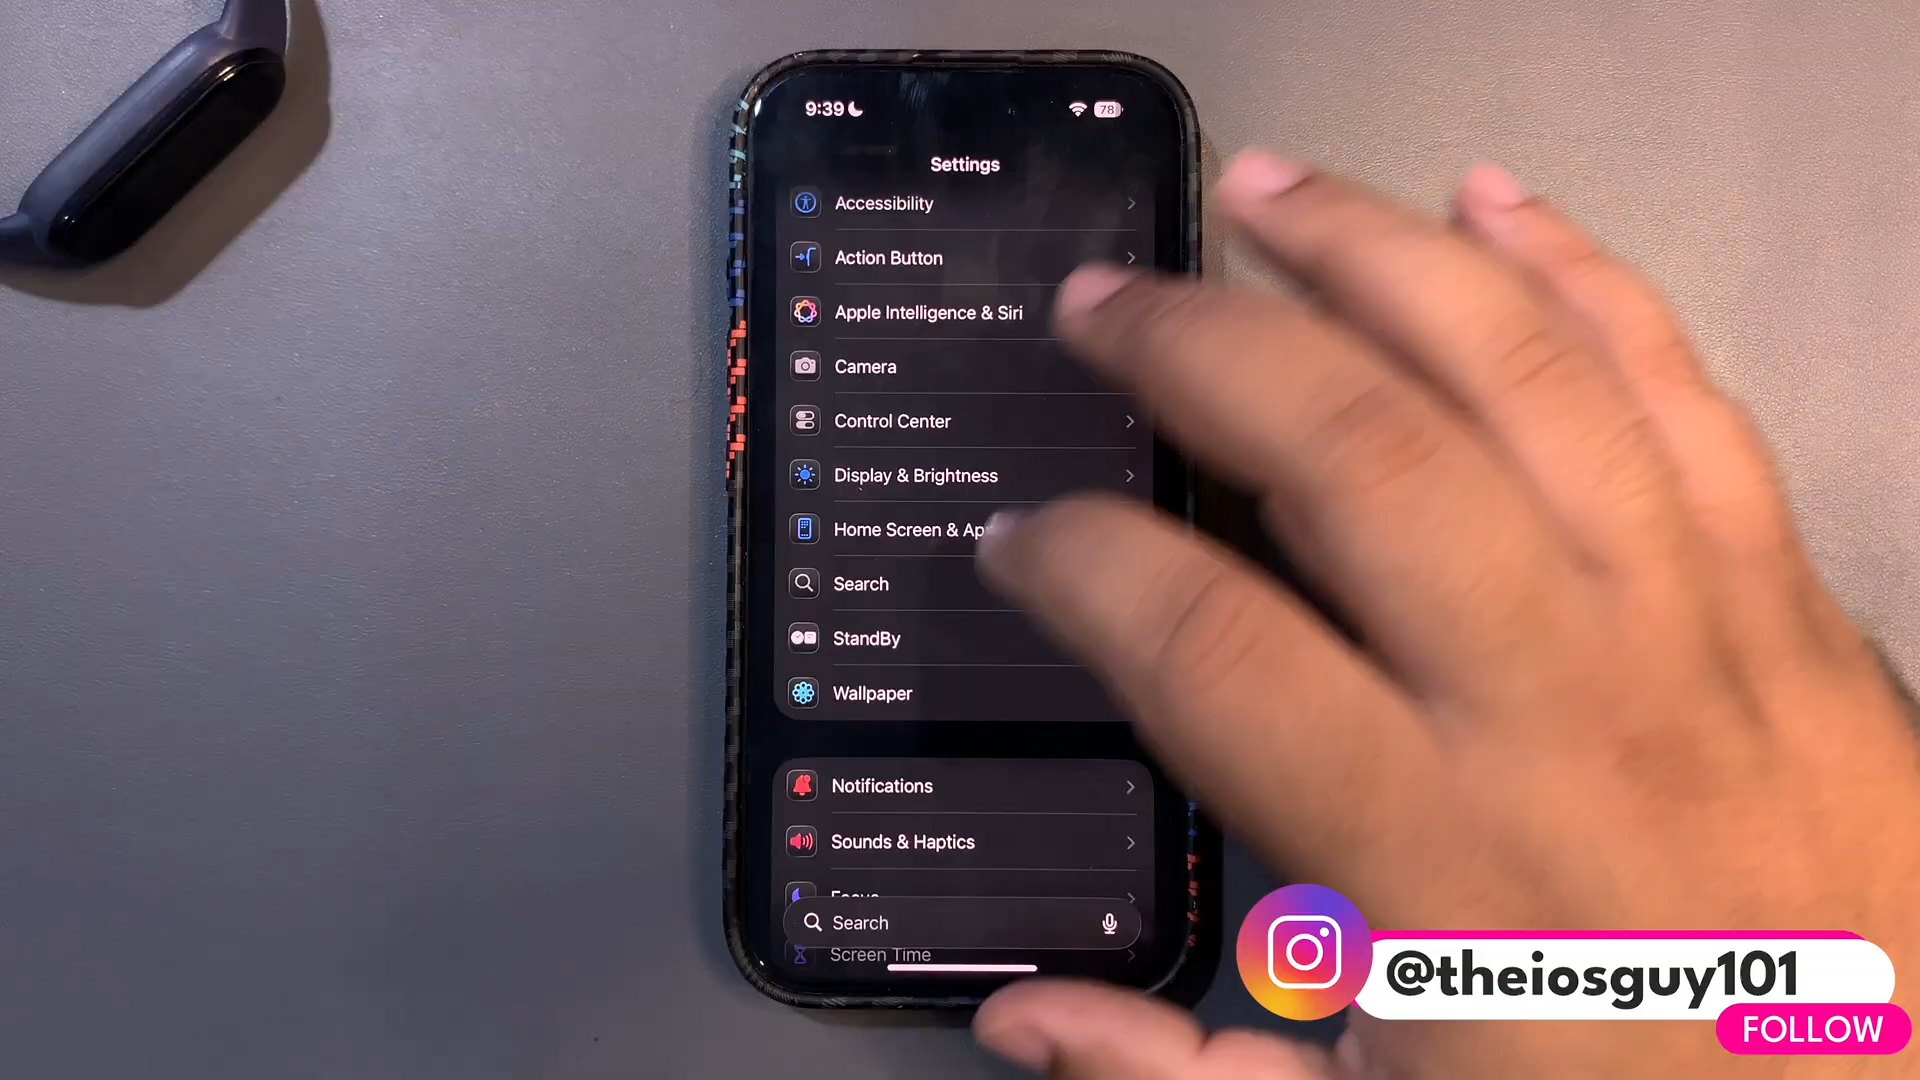 9:39
78
Settings
Accessibility
Action Button
Apple Intelligence & Siri
Camera
Control Center
Display & Brightness
Home Screen &
Search
StandBy
Wallpaper
Notifications
Sounds & Haptics
Focus
Search
Screen Time
@theiosguy101
FOLLOW